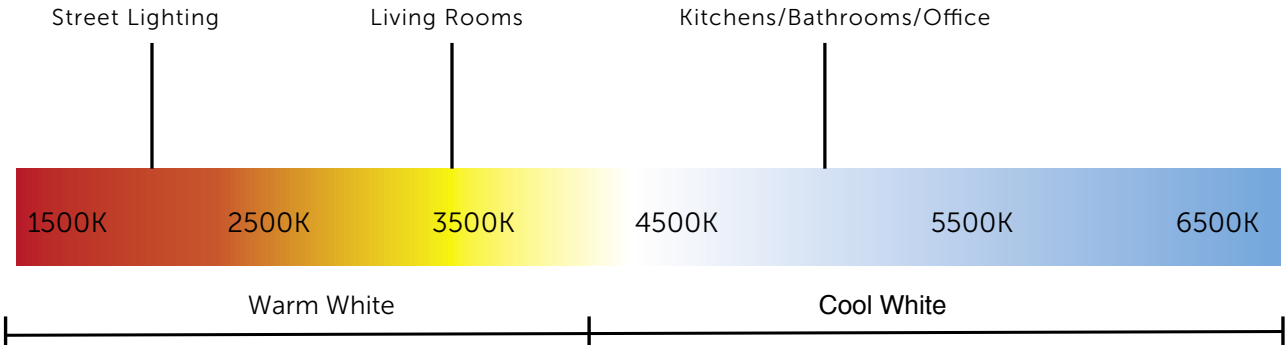 Street Lighting
Living Rooms
Kitchens/Bathrooms/Office
1500K
2500K
3500K
4500K
5500K
6500K
Warm White
Cool White